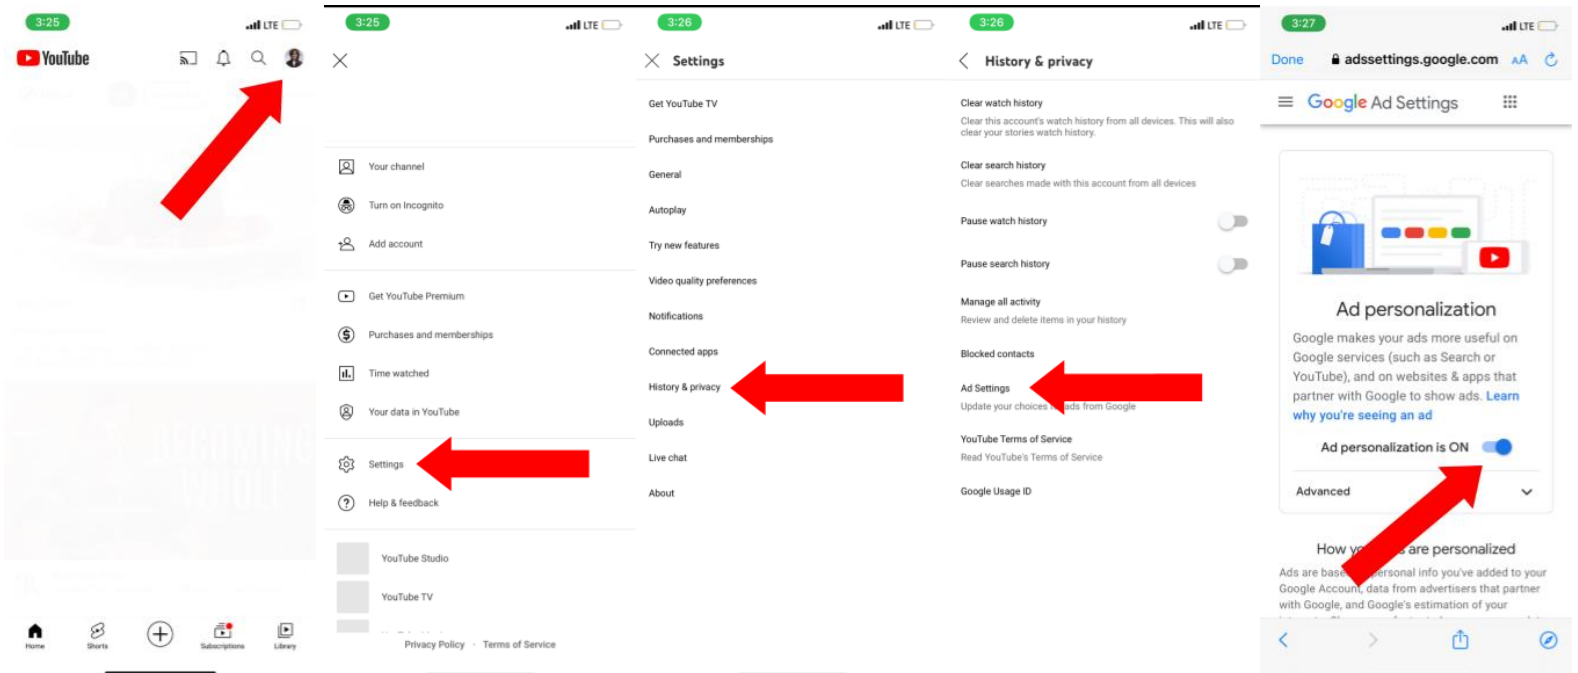 3:25
LTE
YouTube
Home
Shorts
Subscriptions
Library
3:25
LTE
Your channel
Turn on Incognito
Add account
Get YouTube Premium
Purchases and memberships
Time watched
Your data in YouTube
Settings
Help & feedback
YouTube Studio
YouTube TV
Privacy Policy · Terms of Service
3:26
LTE
Settings
Get YouTube TV
Purchases and memberships
General
Autoplay
Try new features
Video quality preferences
Notifications
Connected apps
History & privacy
Uploads
Live chat
About
3:26
LTE
History & privacy
Clear watch history
Clear this account's watch history from all devices. This will also
clear your stories watch history.
Clear search history
Clear searches made with this account from all devices
Pause watch history
Pause search history
Manage all activity
Review and delete items in your history
Blocked contacts
Ad Settings
Update your choices ads from Google
YouTube Terms of Service
Read YouTube's Terms of Service
Google Usage ID
3:27
LTE
Done adssettings.google.com AA
Google Ad Settings
Ad personalization
Google makes your ads more useful on
Google services (such as Search or
YouTube), and on websites & apps that
partner with Google to show ads. Learn
why you're seeing an ad
Ad personalization is ON
Advanced
How are personalized
Ads are personal info you've added to your
Google Account, data from advertisers that partner
with Google, and Google's estimation of your